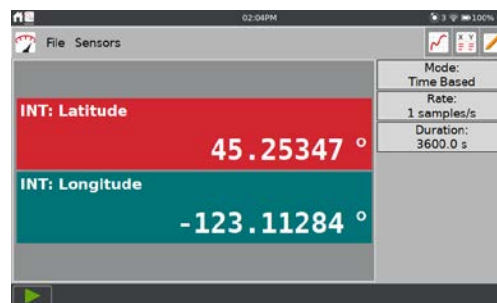 02:04PM
3
100%
File Sensors
X Y
Mode:
Time Based
Rate:
1 samples/s
Duration:
3600.0 s
INT: Latitude
45.25347 °
INT: Longitude
-123.11284 °